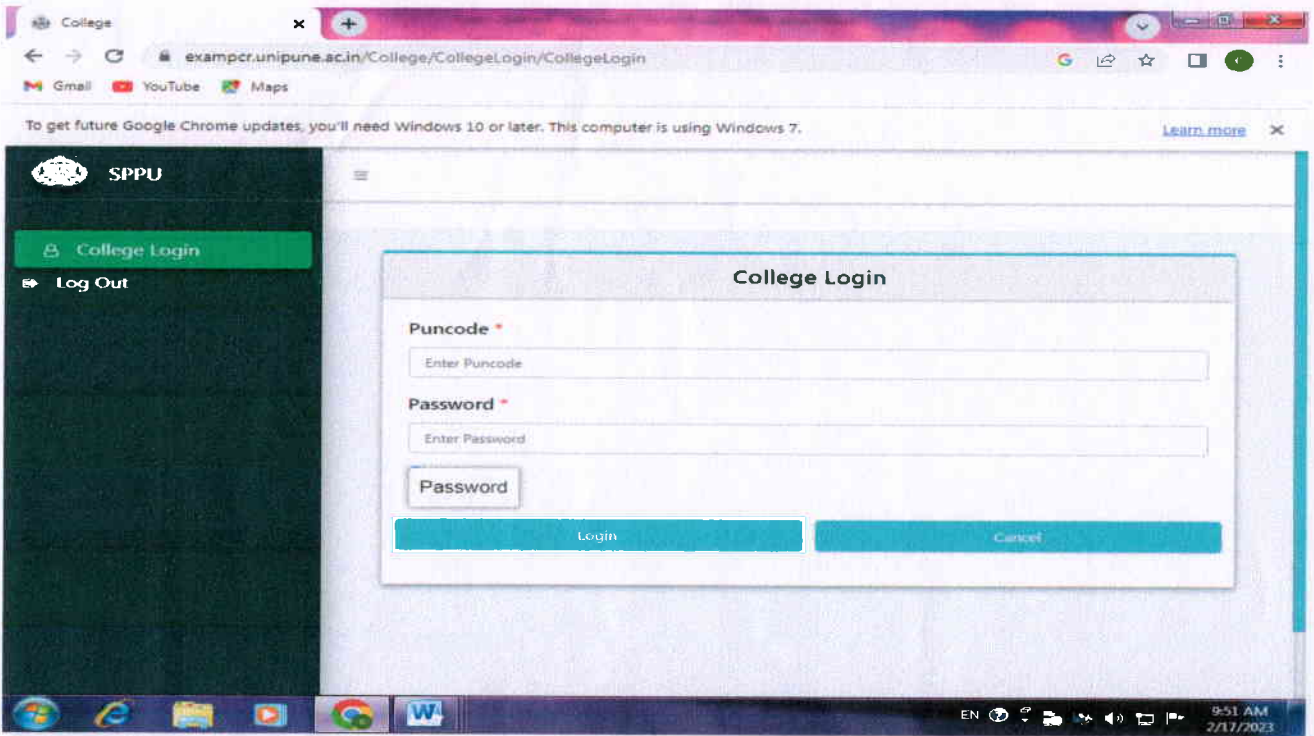 College
exampcr.unipune.ac.in/College/CollegeLogin/CollegeLogin
Gmail YouTube Maps
To get future Google Chrome updates, you'll need Windows 10 or later. This computer is using Windows 7. Learn more
SPPU
College Login
Log Out
College Login
Puncode *
Enter Puncode
Password *
Enter Password
Password
Login Cancel
EN 9:51 AM
2/17/2023